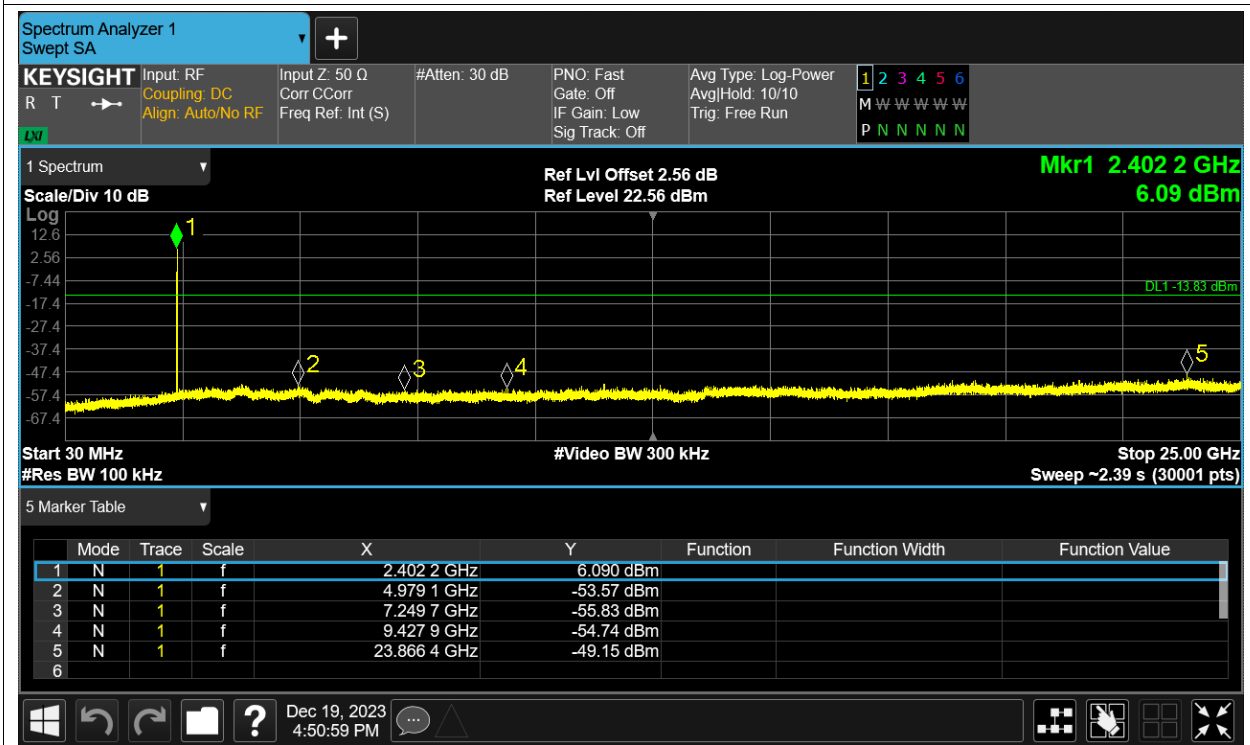 Spectrum Analyzer 1
Swept SA
+
KEYSIGHT
R T
LXI
Input: RF
Coupling: DC
Align: Auto/No RF
Input Z: 50 Ω
Corr CCorr
Freq Ref: Int (S)
#Atten: 30 dB
PNO: Fast
Gate: Off
IF Gain: Low
Sig Track: Off
Avg Type: Log-Power
Avg|Hold: 10/10
Trig: Free Run
1 2 3 4 5 6
M W W W W W
P N N N N N
1 Spectrum
Scale/Div 10 dB
Ref Lvl Offset 2.56 dB
Ref Level 22.56 dBm
Mkr1 2.402 2 GHz
6.09 dBm
Log
12.6
2.56
-7.44
-17.4
-27.4
-37.4
-47.4
-57.4
-67.4
1
2
3
4
5
DL1 -13.83 dBm
Start 30 MHz
#Video BW 300 kHz
Stop 25.00 GHz
#Res BW 100 kHz
Sweep ~2.39 s (30001 pts)
5 Marker Table
Mode Trace Scale X Y Function Function Width Function Value
1 N 1 f 2.402 2 GHz 6.090 dBm
2 N 1 f 4.979 1 GHz -53.57 dBm
3 N 1 f 7.249 7 GHz -55.83 dBm
4 N 1 f 9.427 9 GHz -54.74 dBm
5 N 1 f 23.866 4 GHz -49.15 dBm
6
?
Dec 19, 2023
4:50:59 PM